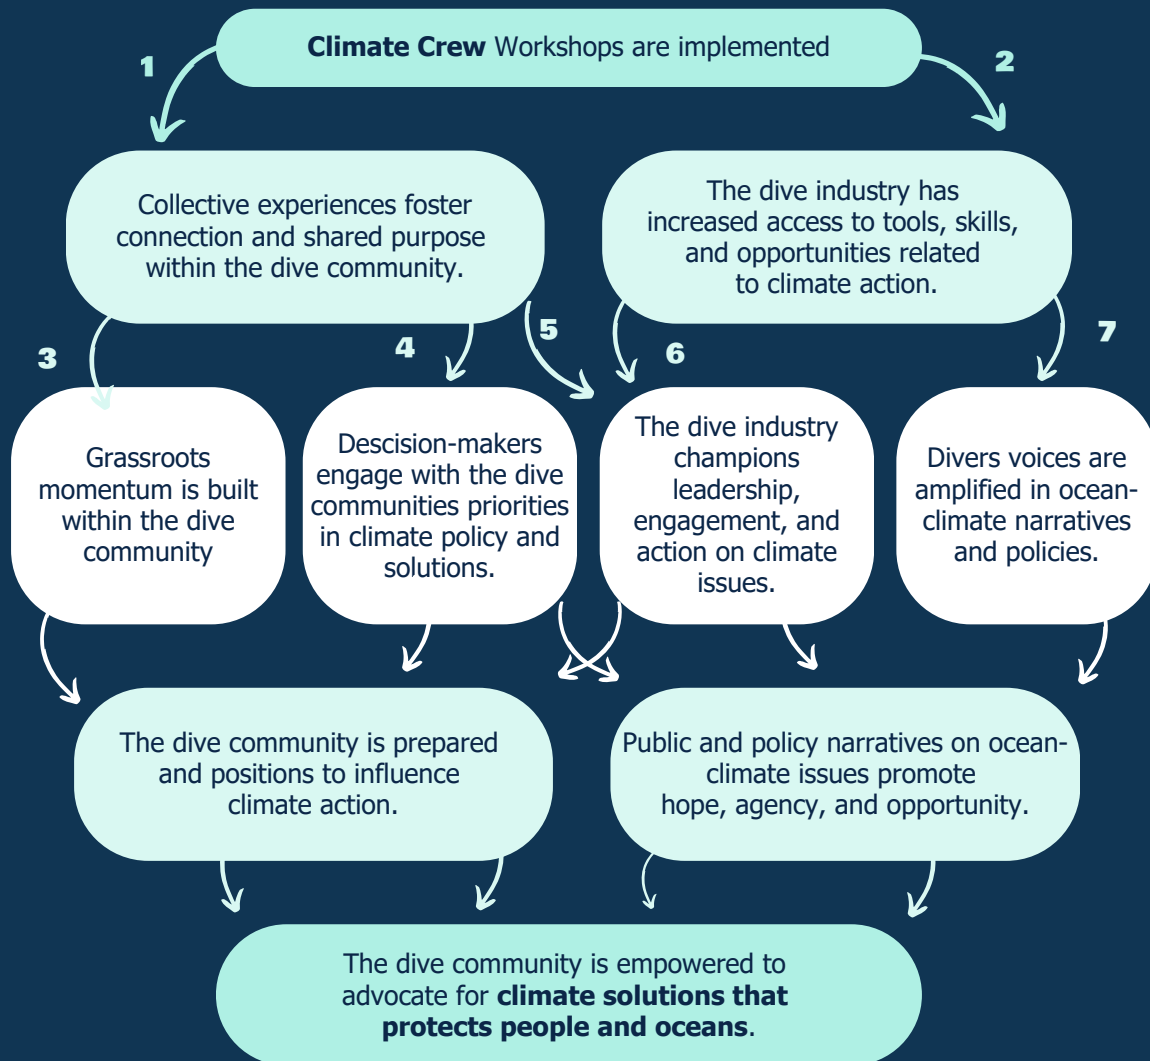 Climate Crew Workshops are implemented
1
2
Collective experiences foster
connection and shared purpose
within the dive community.
The dive industry has
increased access to tools, skills,
and opportunities related
to climate action.
3
4
5
6
7
Grassroots
momentum is built
within the dive
community
Descision-makers
engage with the dive
communities priorities
in climate policy and
solutions.
The dive industry
champions
leadership,
engagement, and
action on climate
issues.
Divers voices are
amplified in ocean-
climate narratives
and policies.
The dive community is prepared
and positions to influence
climate action.
Public and policy narratives on ocean-
climate issues promote
hope, agency, and opportunity.
The dive community is empowered to
advocate for climate solutions that
protects people and oceans.